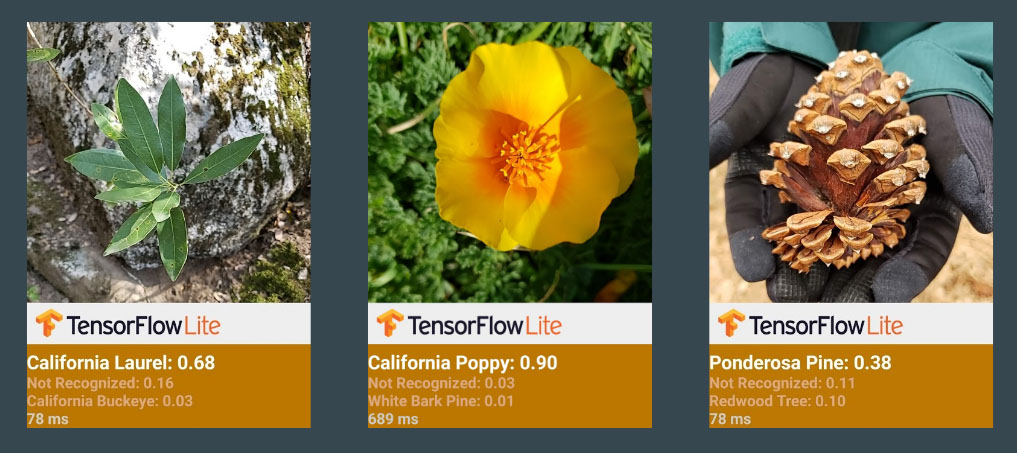 TensorFlow Lite
California Laurel: 0.68
Not Recognized: 0.16
California Buckeye: 0.03
78 ms
TensorFlow Lite
California Poppy: 0.90
Not Recognized: 0.03
White Bark Pine: 0.01
689 ms
TensorFlow Lite
Ponderosa Pine: 0.38
Not Recognized: 0.11
Redwood Tree: 0.10
78 ms